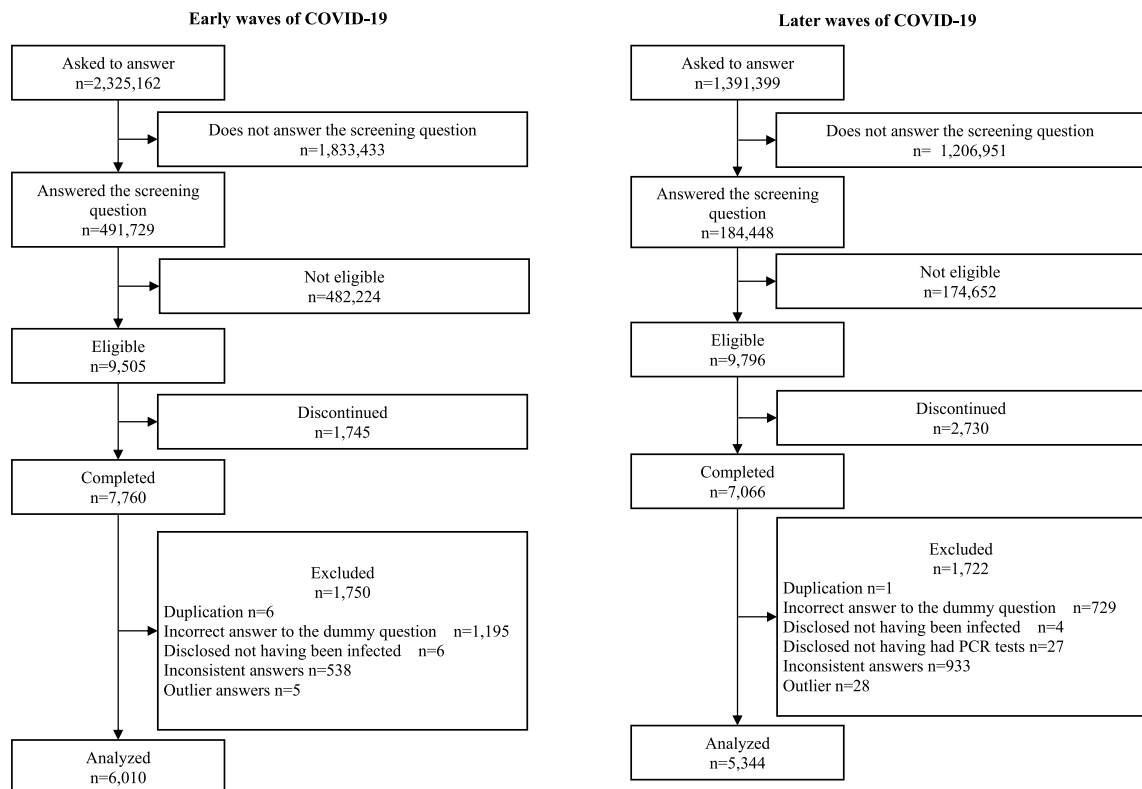 Early waves of COVID-19
Asked to answer
n=2,325,162
Does not answer the screening question
n=1,833,433
Answered the screening
question
n=491,729
Not eligible
n=482,224
Eligible
n=9,505
Discontinued
n=1,745
Completed
n=7,760
Excluded
n=1,750
Duplication n=6
Incorrect answer to the dummy question n=1,195
Disclosed not having been infected n=6
Inconsistent answers n=538
Outlier answers n=5
Analyzed
n=6,010
Later waves of COVID-19
Asked to answer
n=1,391,399
Does not answer the screening question
n= 1,206,951
Answered the screening
question
n=184,448
Not eligible
n=174,652
Eligible
n=9,796
Discontinued
n=2,730
Completed
n=7,066
Excluded
n=1,722
Duplication n=1
Incorrect answer to the dummy question n=729
Disclosed not having been infected n=4
Disclosed not having had PCR tests n=27
Inconsistent answers n=933
Outlier n=28
Analyzed
n=5,344